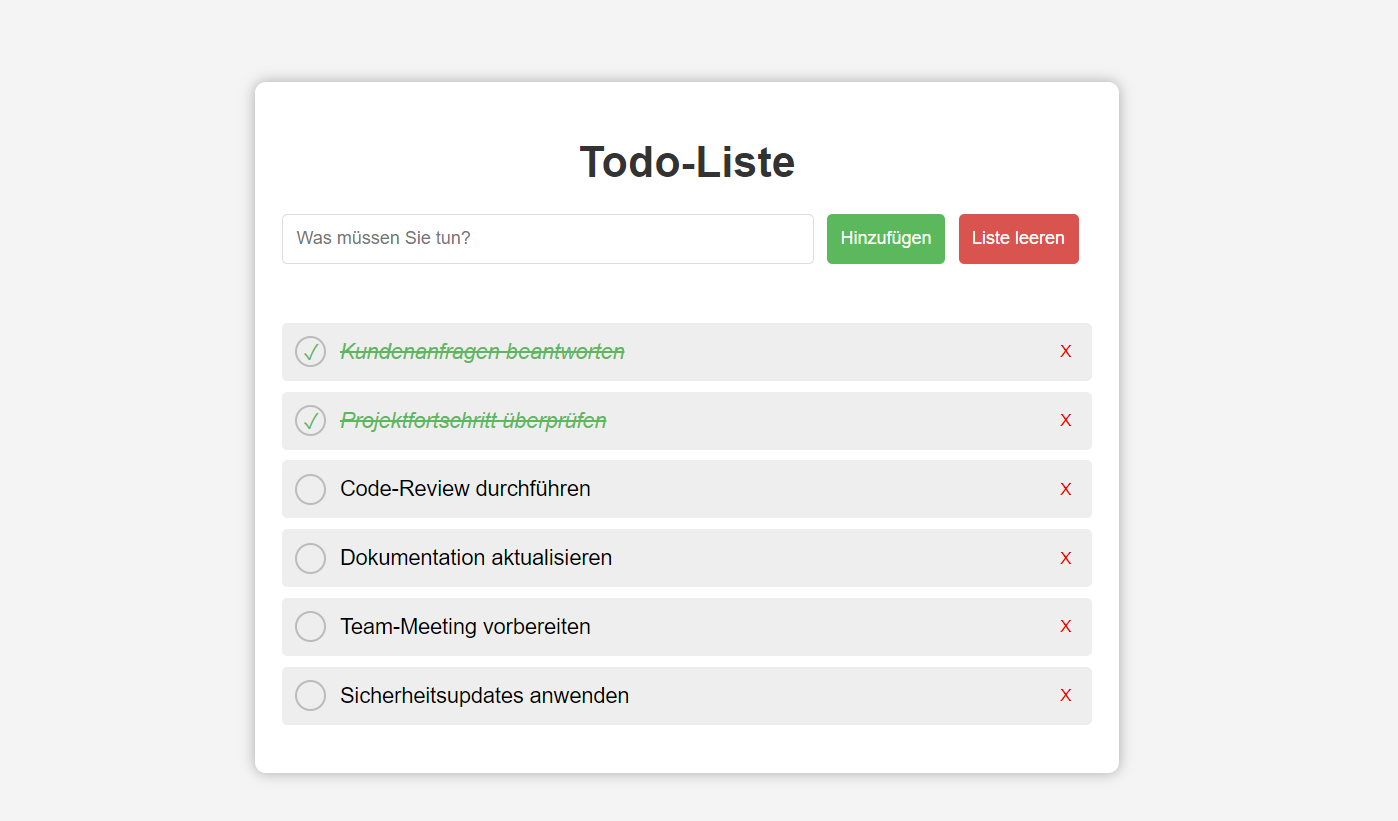 Todo-Liste
Was müssen Sie tun? Hinzufügen Liste leeren
✓ Kundenanfragen beantworten X
✓ Projektfortschritt überprüfen X
Code-Review durchführen X
Dokumentation aktualisieren X
Team-Meeting vorbereiten X
Sicherheitsupdates anwenden X